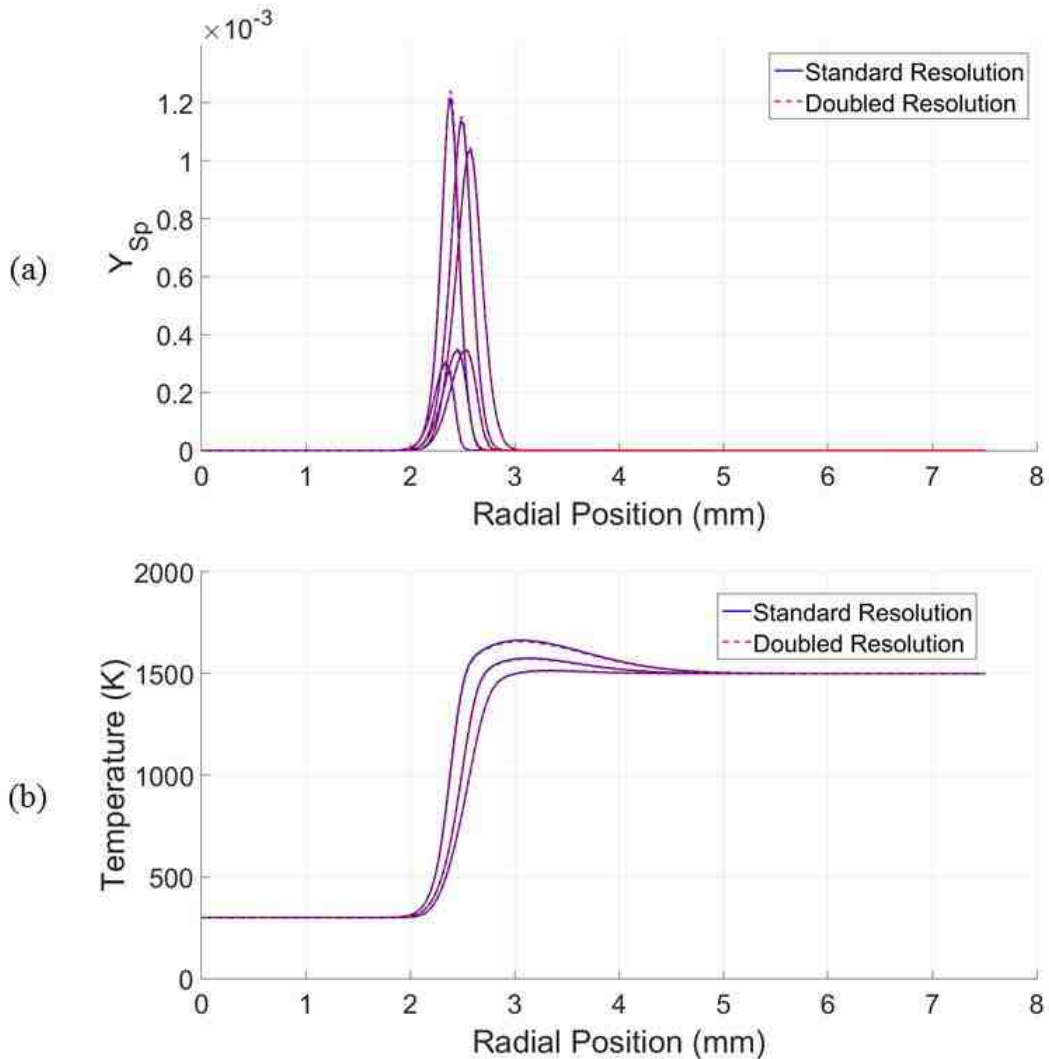 ×10⁻³
Standard Resolution
Doubled Resolution
1.2
1
0.8
0.6
0.4
0.2
0
Y_Sp
(a)
0 1 2 3 4 5 6 7 8
Radial Position (mm)
2000
Standard Resolution
Doubled Resolution
1500
1000
500
0
Temperature (K)
(b)
0 1 2 3 4 5 6 7 8
Radial Position (mm)